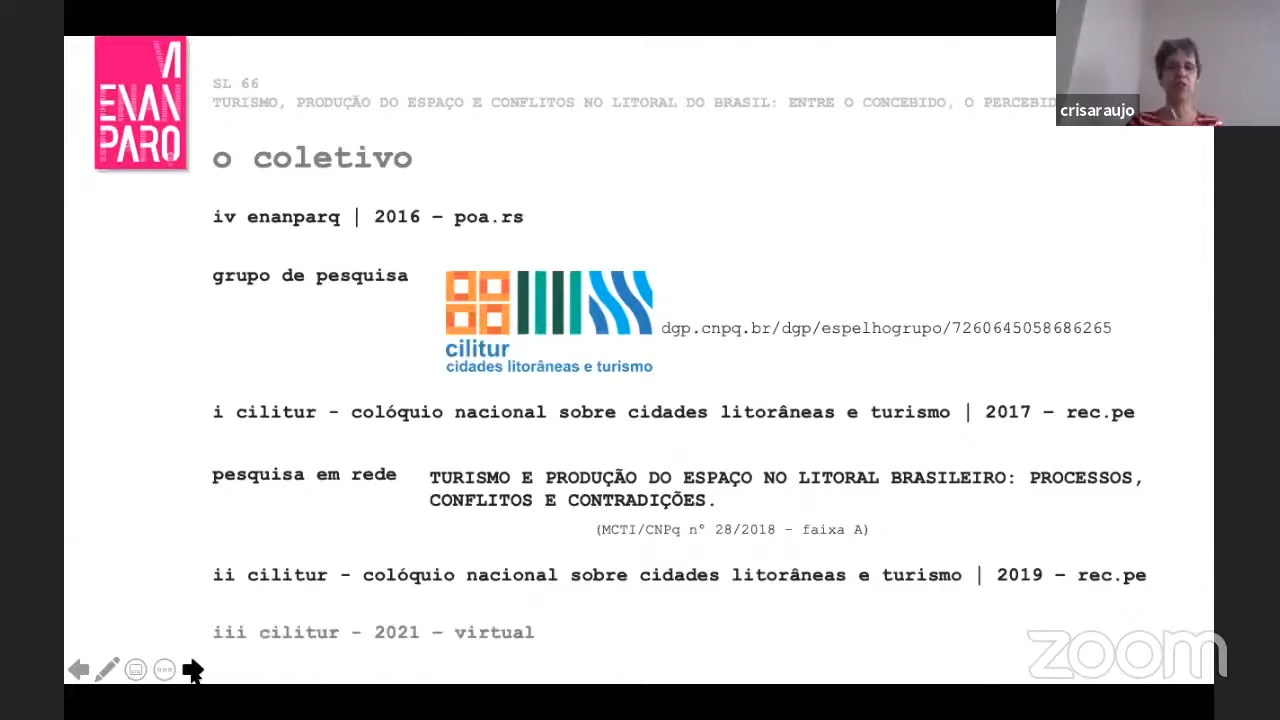 VI
ENAN
PARQ
SL 66
TURISMO, PRODUÇÃO DO ESPAÇO E CONFLITOS NO LITORAL DO BRASIL: ENTRE O CONCEBIDO, O
crisaraujo
o coletivo
iv enanparq | 2016 – poa.rs
grupo de pesquisa
cilitur
cidades litorâneas e turismo
dgp.cnpq.br/dgp/espelhogrupo/7260645058686265
i cilitur - colóquio nacional sobre cidades litorâneas e turismo | 2017 – rec.pe
pesquisa em rede
TURISMO E PRODUÇÃO DO ESPAÇO NO LITORAL BRASILEIRO: PROCESSOS,
CONFLITOS E CONTRADIÇÕES.
(MCTI/CNPq nº 28/2018 – faixa A)
ii cilitur - colóquio nacional sobre cidades litorâneas e turismo | 2019 – rec.pe
iii cilitur - 2021 – virtual
zoom